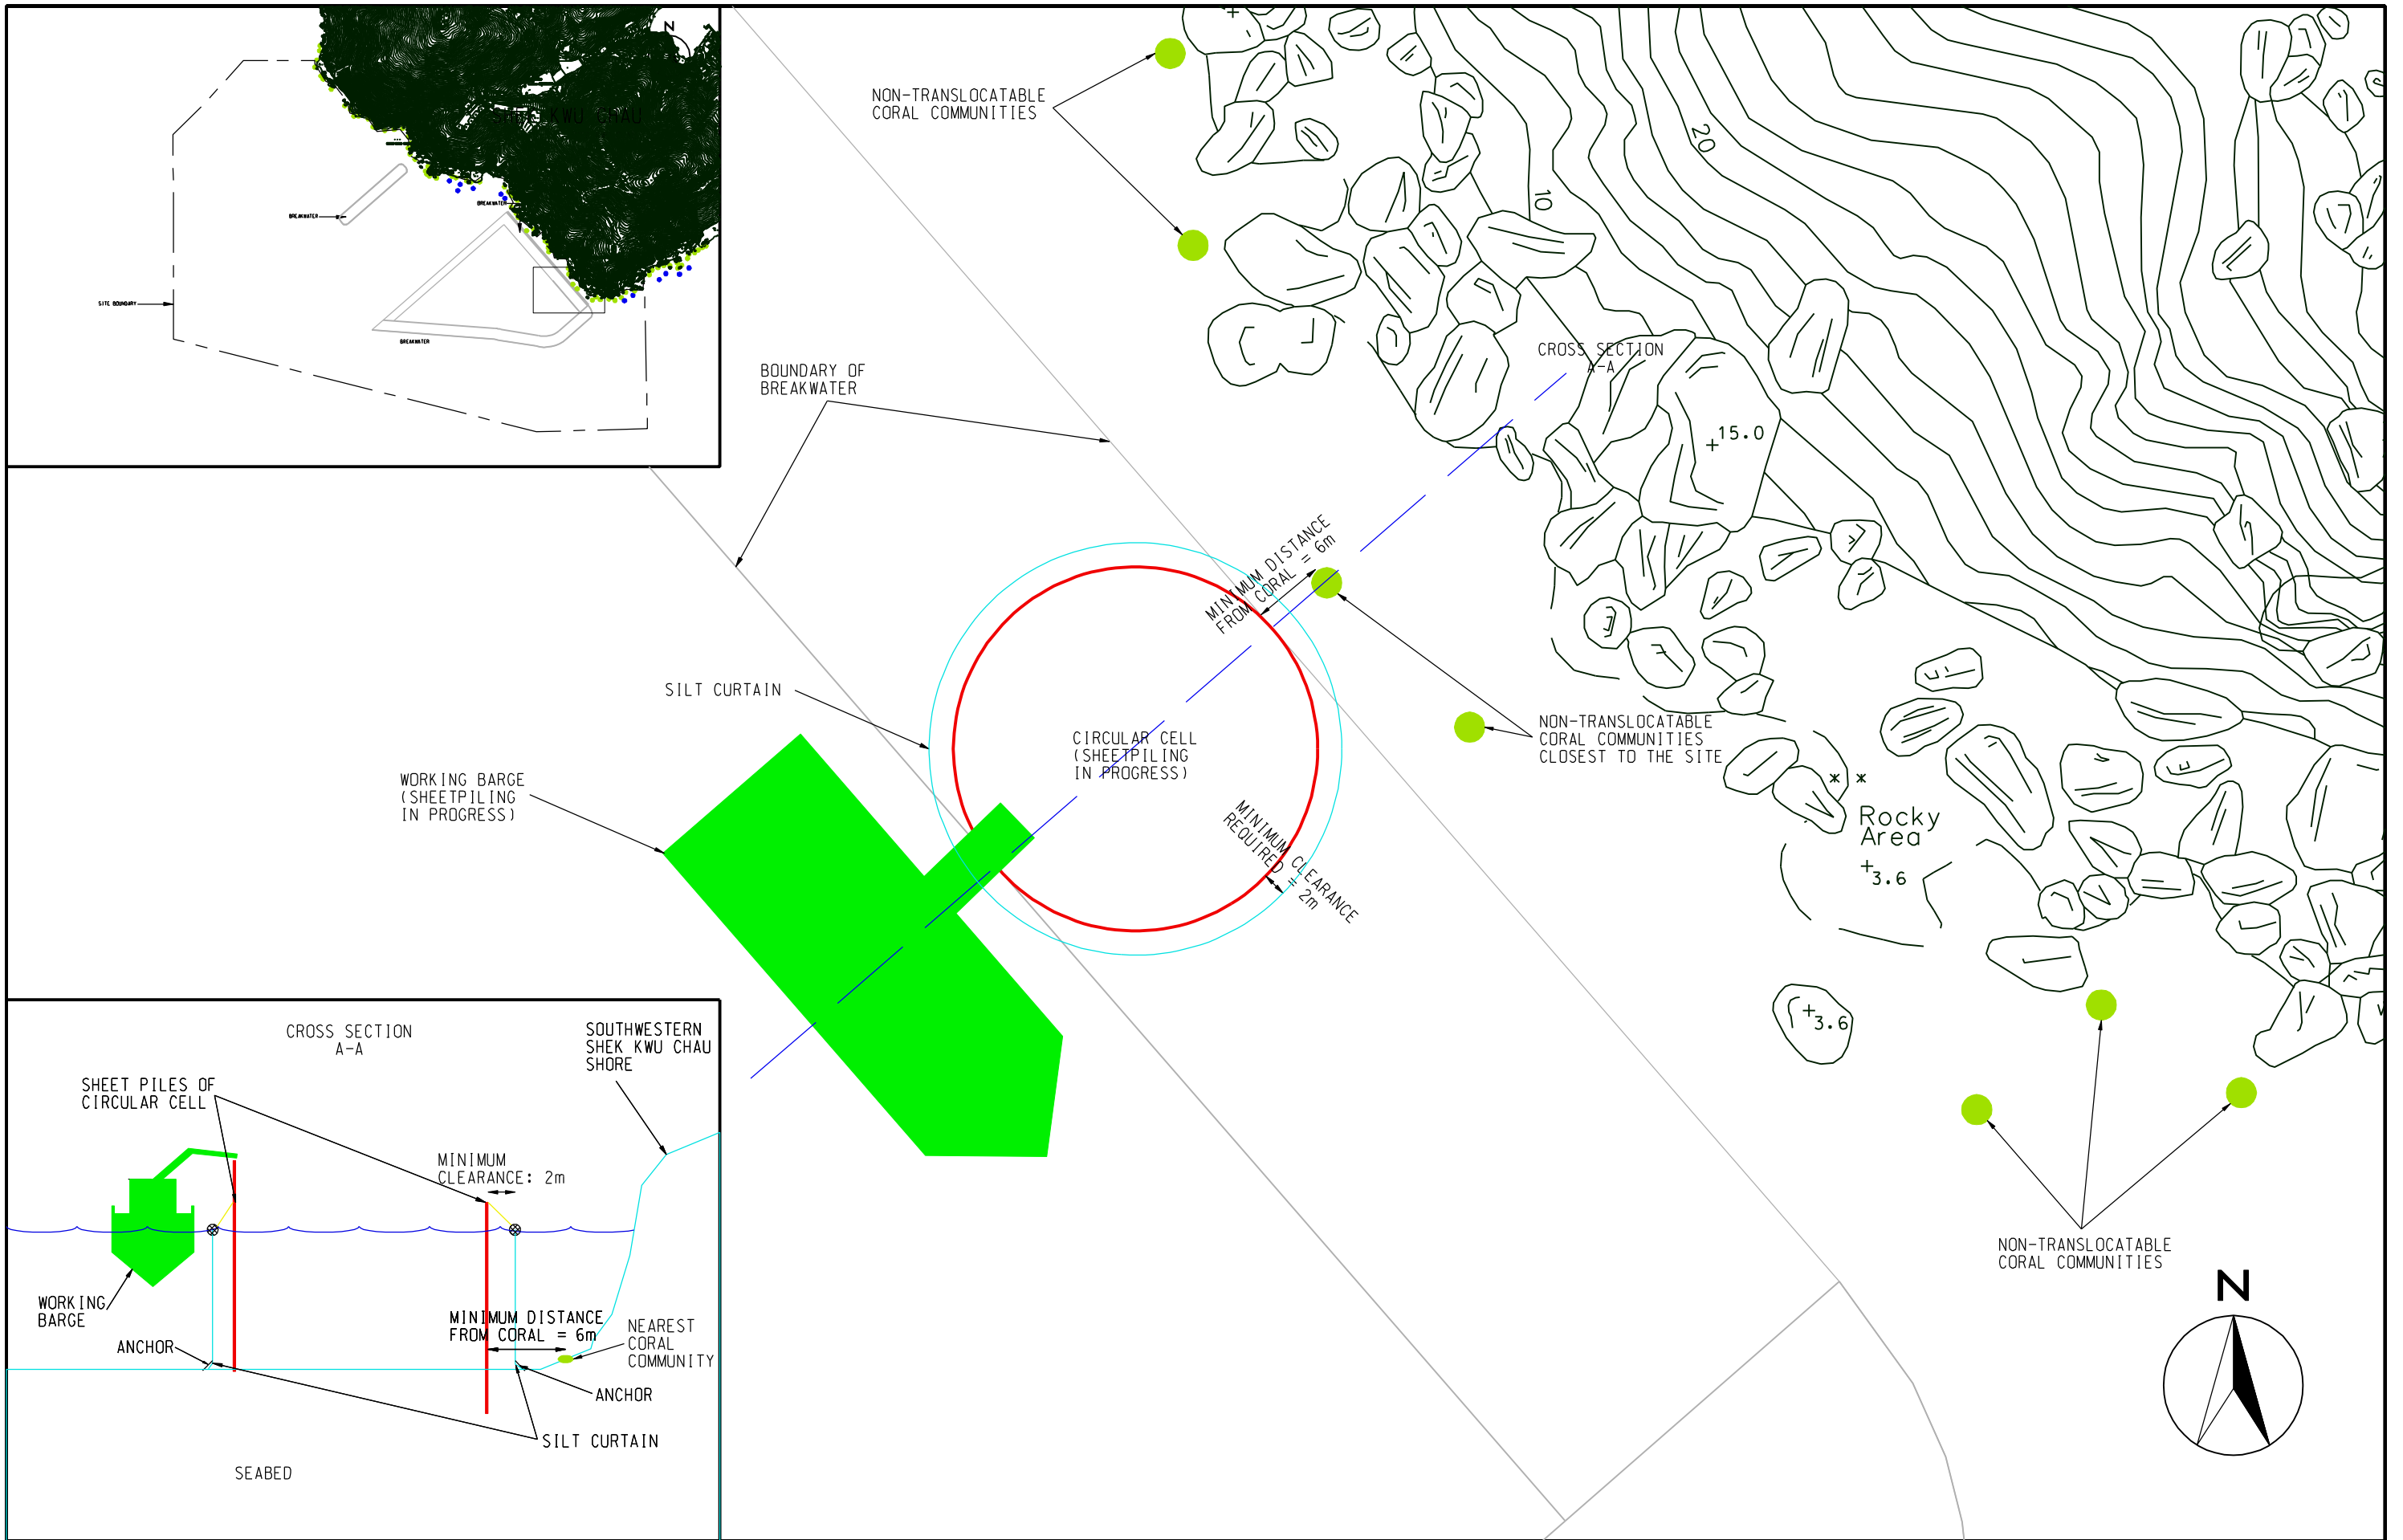 N
SHEK KWU CHAU
BREAKWATER
BREAKWATER
SITE BOUNDARY
BREAKWATER
NON-TRANSLOCATABLE
CORAL COMMUNITIES
20
10
CROSS SECTION
A-A
+15.0
BOUNDARY OF
BREAKWATER
MINIMUM DISTANCE
FROM CORAL = 6m
SILT CURTAIN
NON-TRANSLOCATABLE
CORAL COMMUNITIES
CLOSEST TO THE SITE
CIRCULAR CELL
(SHEETPILING
IN PROGRESS)
WORKING BARGE
(SHEETPILING
IN PROGRESS)
MINIMUM CLEARANCE
REQUIRED = 2m
Rocky
Area
+3.6
+3.6
NON-TRANSLOCATABLE
CORAL COMMUNITIES
N
CROSS SECTION
A-A
SOUTHWESTERN
SHEK KWU CHAU
SHORE
SHEET PILES OF
CIRCULAR CELL
MINIMUM
CLEARANCE: 2m
WORKING
BARGE
MINIMUM DISTANCE
FROM CORAL = 6m
NEAREST
CORAL
COMMUNITY
ANCHOR
ANCHOR
SILT CURTAIN
SEABED